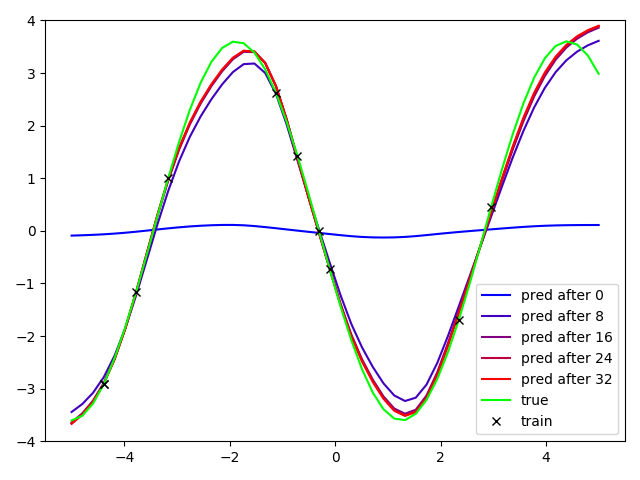 4
3
2
1
0
−1
−2
−3
−4
−4
−2
0
2
4
pred after 0
pred after 8
pred after 16
pred after 24
pred after 32
true
train